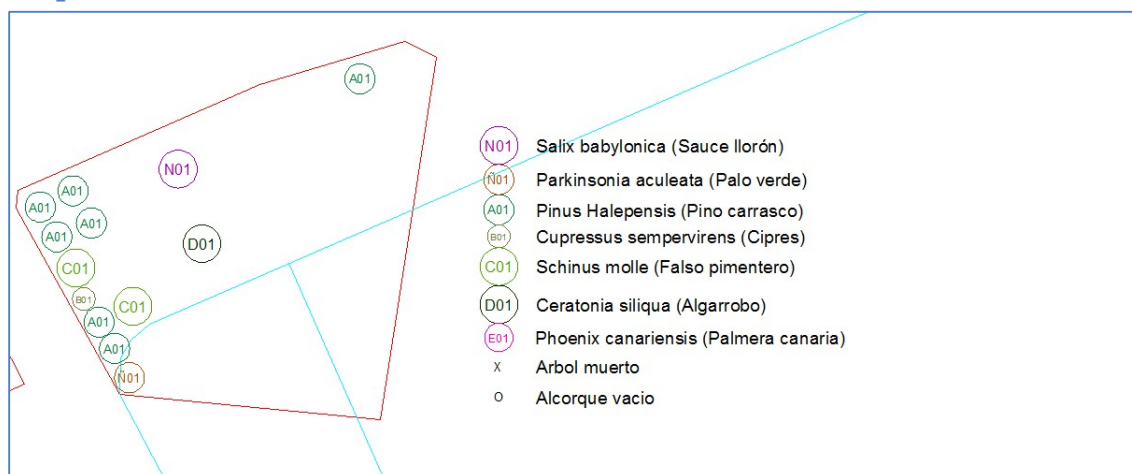 A01
N01
A01
A01
A01
A01
D01
C01
B01
C01
A01
A01
Ñ01
N01 Salix babylonica (Sauce llorón)
Ñ01 Parkinsonia aculeata (Palo verde)
A01 Pinus Halepensis (Pino carrasco)
B01 Cupressus sempervirens (Cipres)
C01 Schinus molle (Falso pimentero)
D01 Ceratonia siliqua (Algarrobo)
E01 Phoenix canariensis (Palmera canaria)
X Arbol muerto
O Alcorque vacio